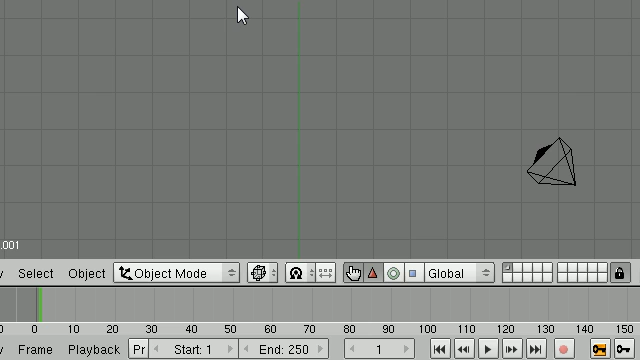 .001
Select Object Object Mode Global
0 10 20 30 40 50 60 70 80 90 100 110 120 130 140 150
Frame Playback Pr Start: 1 End: 250 1